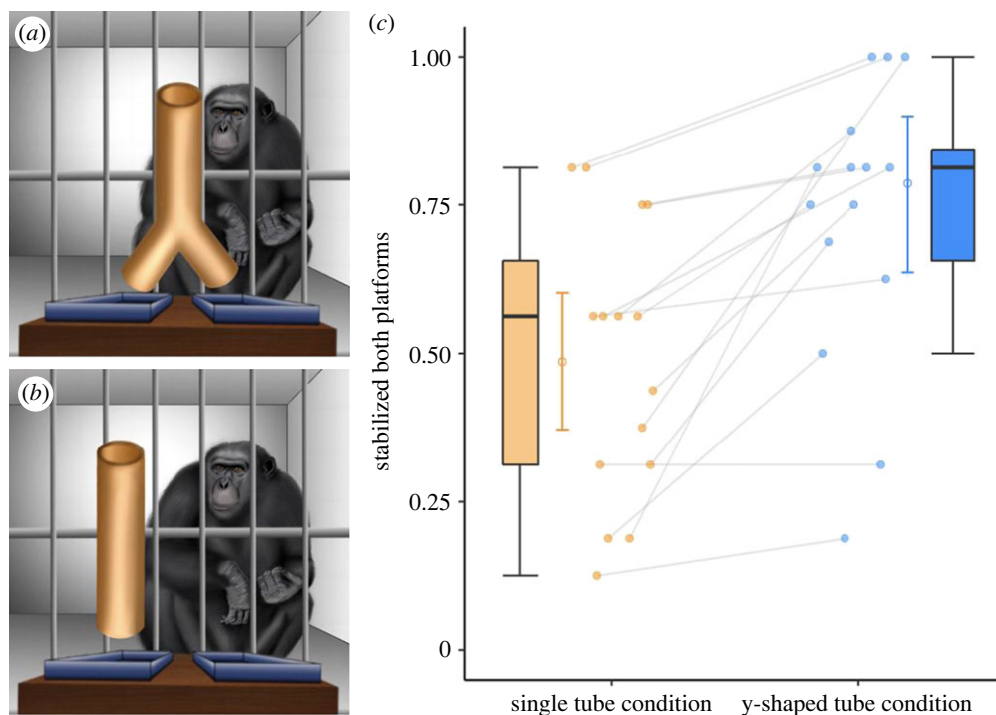 (a)
(b)
(c)
stabilized both platforms
1.00
0.75
0.50
0.25
0
single tube condition
y-shaped tube condition